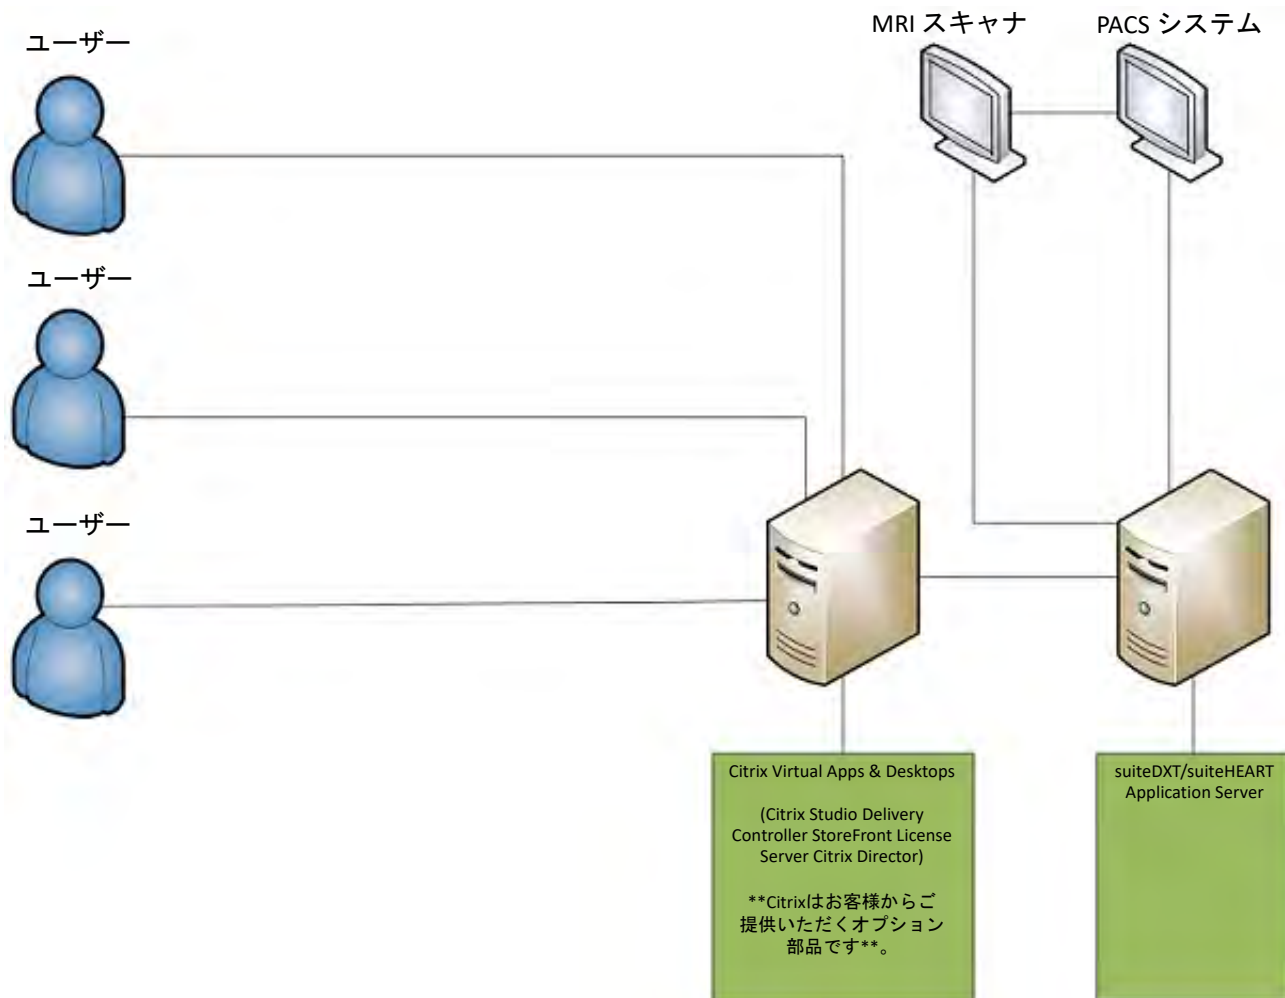 ユーザー
MRI スキャナ
PACS システム
ユーザー
ユーザー
Citrix Virtual Apps & Desktops
(Citrix Studio Delivery
Controller StoreFront License
Server Citrix Director)
**Citrixはお客様からご
提供いただくオプション
部品です**。
suiteDXT/suiteHEART
Application Server